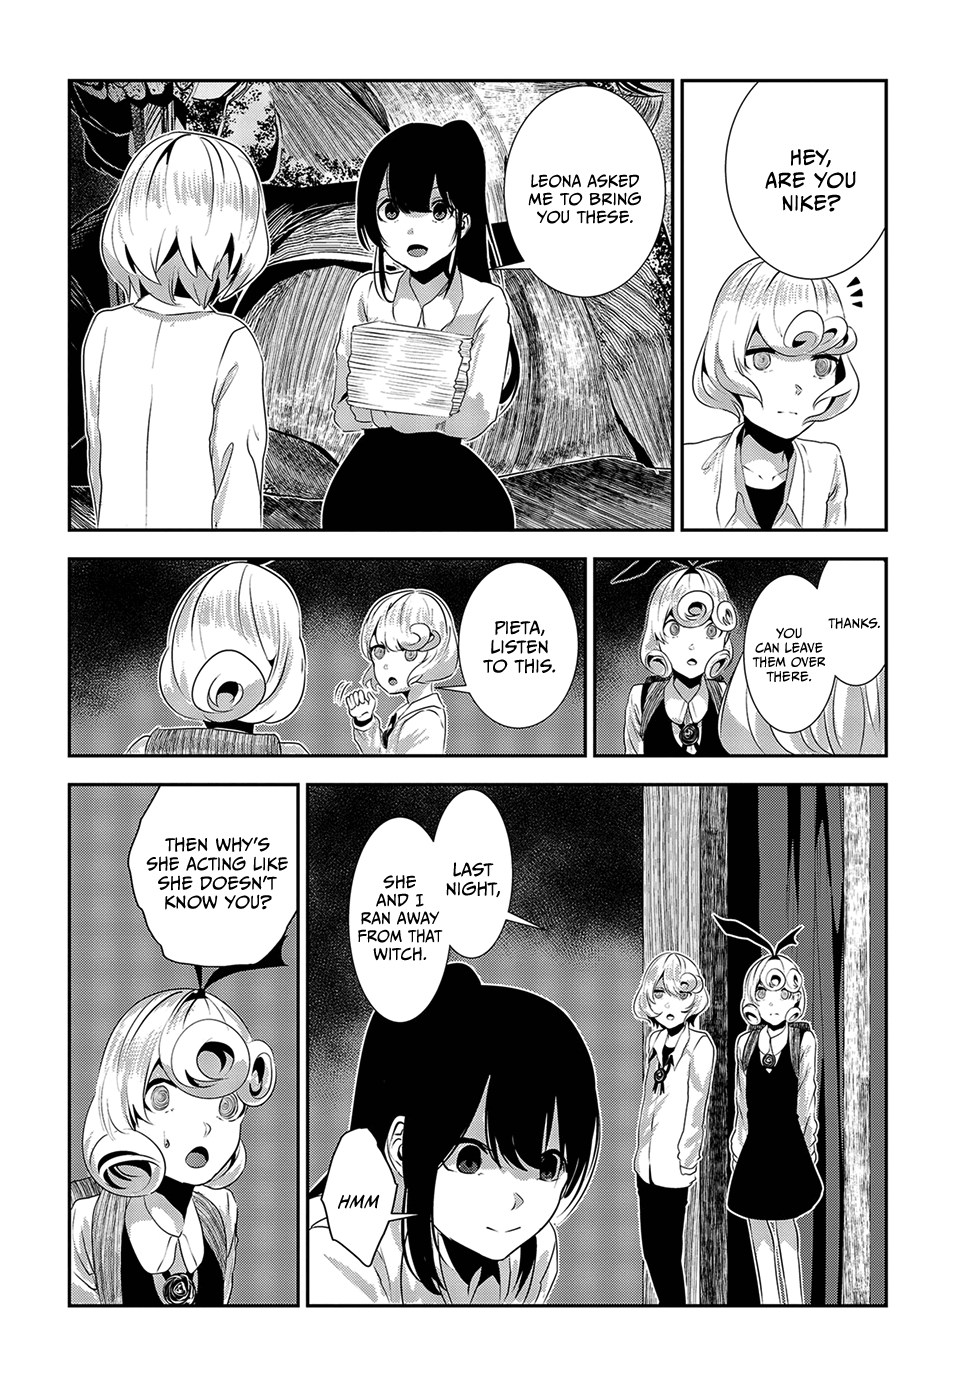 HEY,
ARE YOU
NIKE?
LEONA ASKED
ME TO BRING
YOU THESE.
THANKS.
YOU
CAN LEAVE
THEM OVER
THERE.
PIETA,
LISTEN
TO THIS.
LAST
NIGHT,
SHE
AND I
RAN AWAY
FROM THAT
WITCH.
HMM
THEN WHY'S
SHE ACTING LIKE
SHE DOESN'T
KNOW YOU?